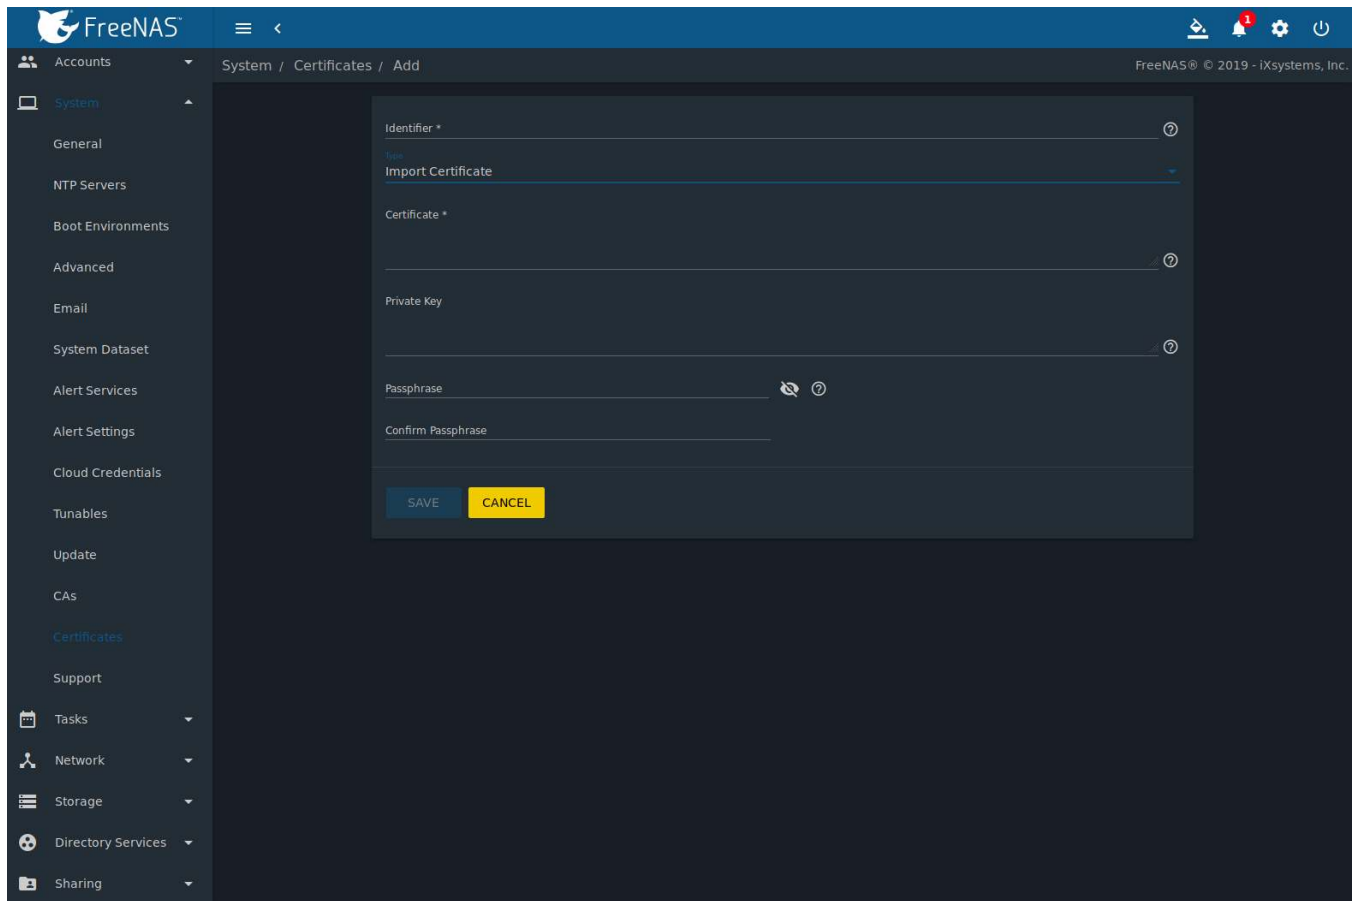 FreeNAS
1
Accounts
System / Certificates / Add
FreeNAS® © 2019 - iXsystems, Inc.
System
General
NTP Servers
Boot Environments
Advanced
Email
System Dataset
Alert Services
Alert Settings
Cloud Credentials
Tunables
Update
CAs
Certificates
Support
Tasks
Network
Storage
Directory Services
Sharing
Identifier *
Type
Import Certificate
Certificate *
Private Key
Passphrase
Confirm Passphrase
SAVE
CANCEL